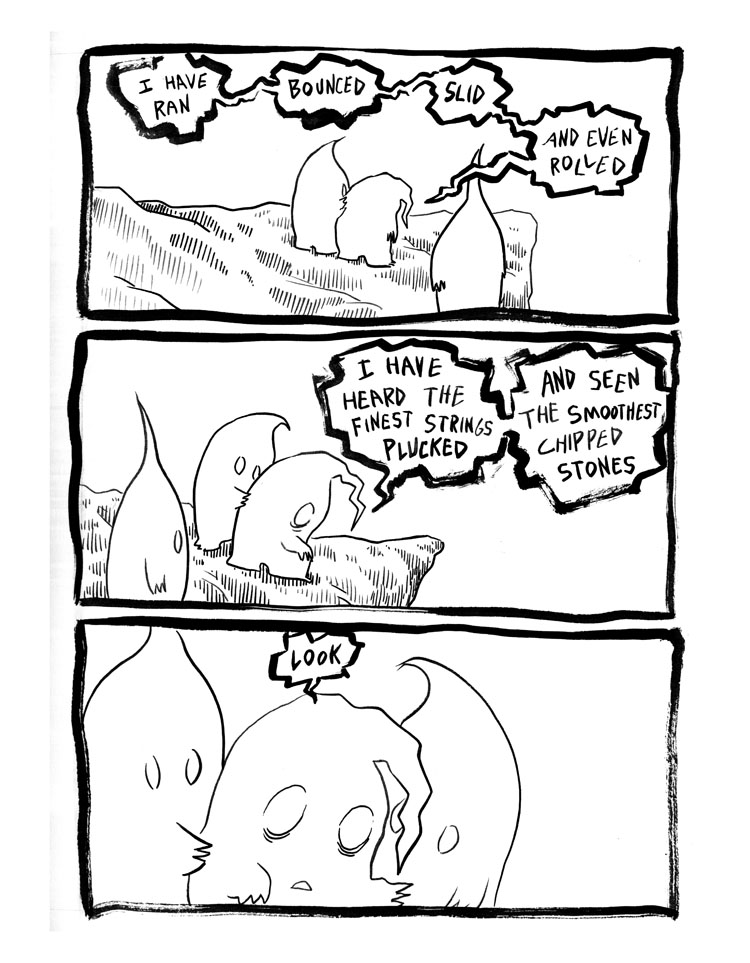 I HAVE
RAN
BOUNCED
SLID
AND EVEN
ROLLED
I HAVE
HEARD THE
FINEST STRINGS
PLUCKED
AND SEEN
THE SMOOTHEST
CHIPPED
STONES
LOOK